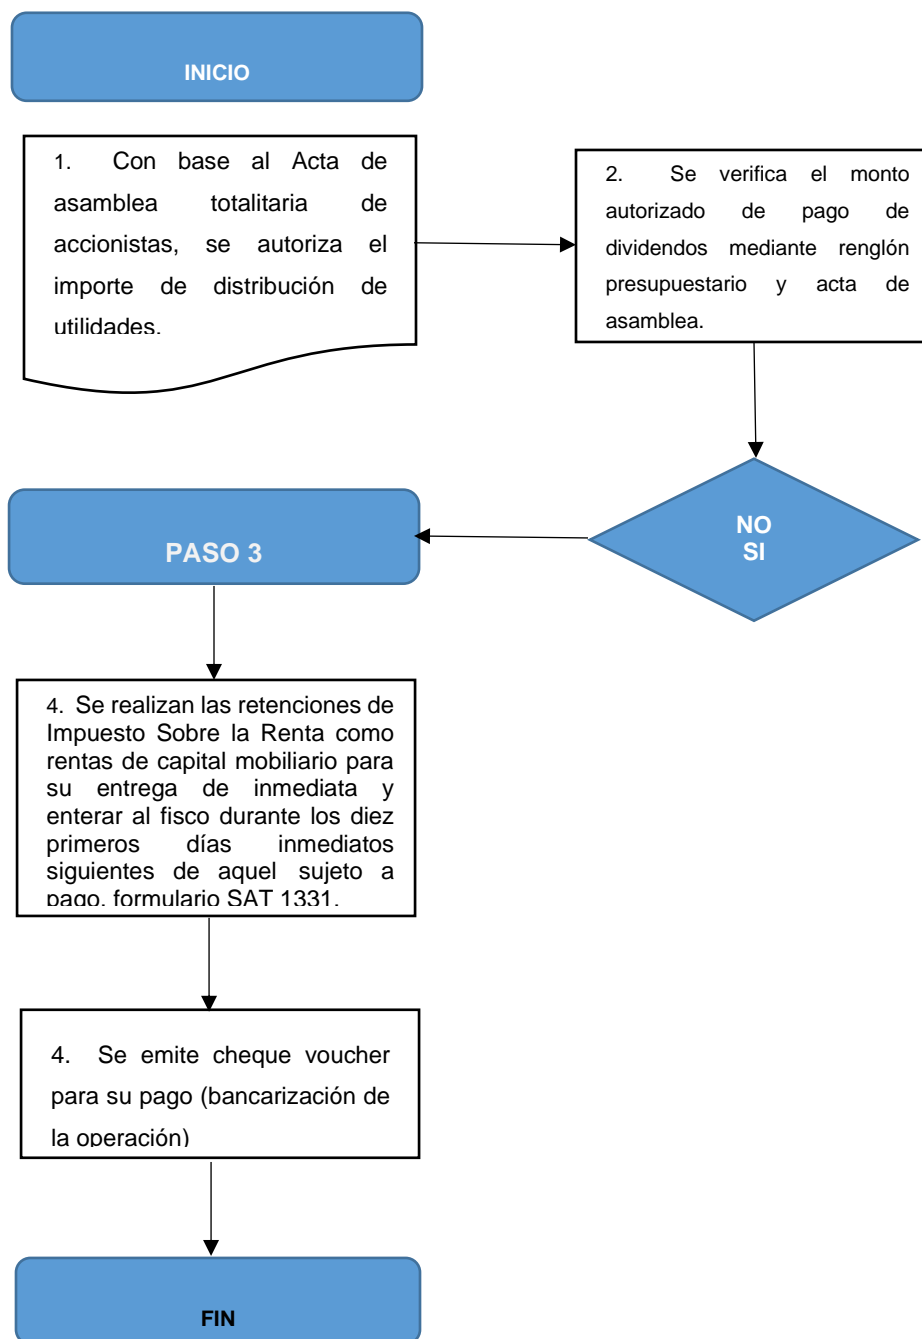 INICIO
1. Con base al Acta de
asamblea totalitaria de
accionistas, se autoriza el
importe de distribución de
utilidades.
2. Se verifica el monto
autorizado de pago de
dividendos mediante renglón
presupuestario y acta de
asamblea.
NO
SI
PASO 3
4. Se realizan las retenciones de
Impuesto Sobre la Renta como
rentas de capital mobiliario para
su entrega de inmediata y
enterar al fisco durante los diez
primeros días inmediatos
siguientes de aquel sujeto a
pago, formulario SAT 1331.
4. Se emite cheque voucher
para su pago (bancarización de
la operación)
FIN